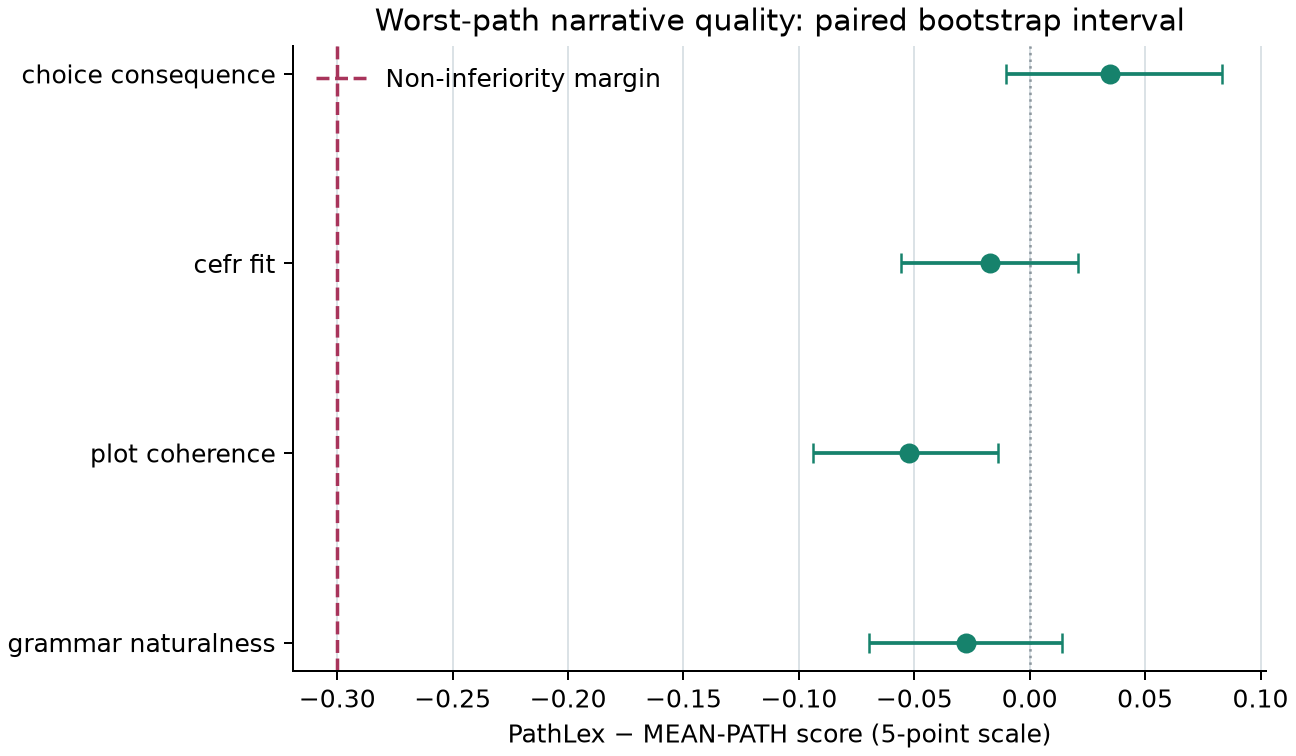 Worst-path narrative quality: paired bootstrap interval
choice consequence
Non-inferiority margin
cefr fit
plot coherence
grammar naturalness
−0.30 −0.25 −0.20 −0.15 −0.10 −0.05 0.00 0.05 0.10
PathLex − MEAN-PATH score (5-point scale)